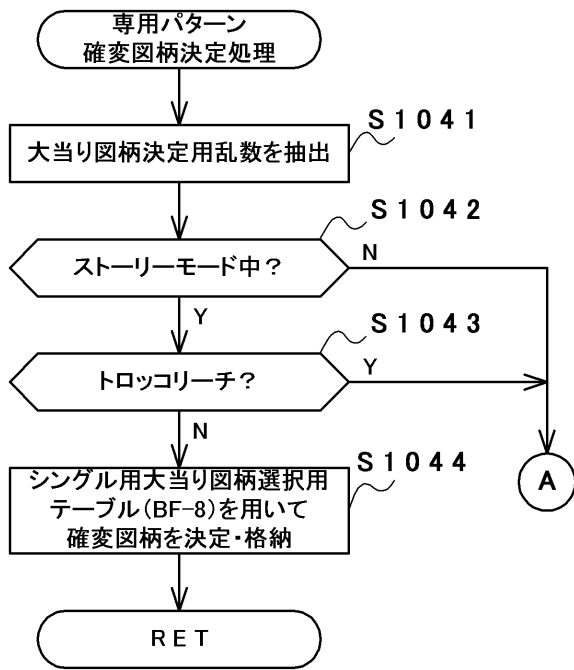 専用パターン
確変図柄決定処理
S1041
大当り図柄決定用乱数を抽出
S1042
ストーリーモード中?
N
Y
S1043
トロッコリーチ?
Y
N
S1044
シングル用大当り図柄選択用
テーブル(BF-8)を用いて
確変図柄を決定・格納
A
RET